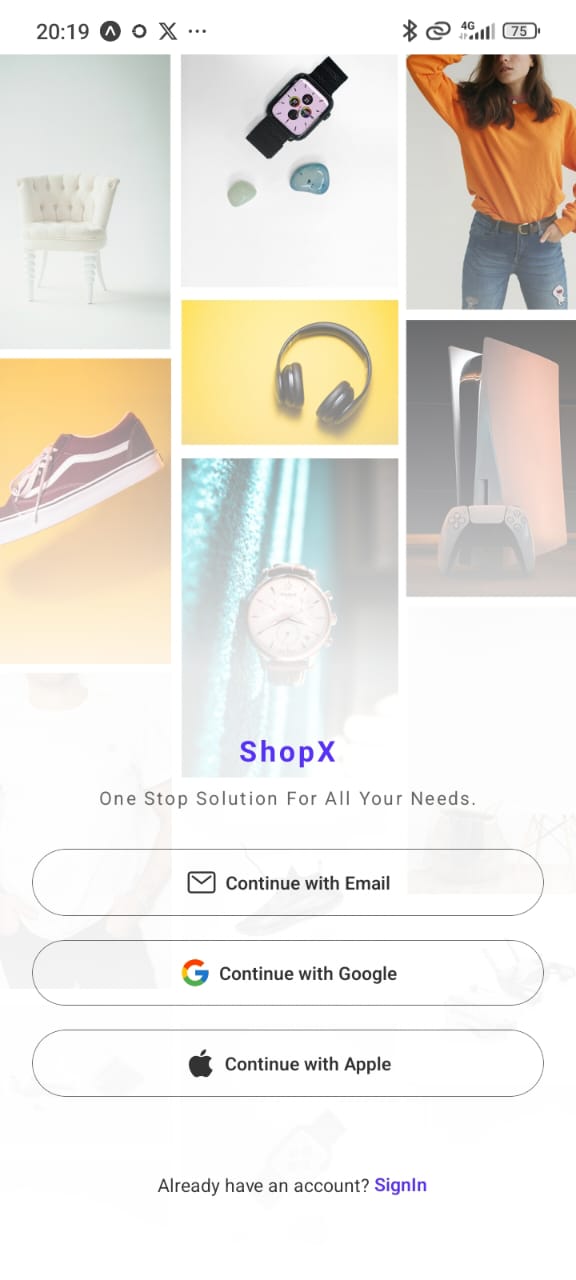 20:19
4G
75
ShopX
One Stop Solution For All Your Needs.
Continue with Email
Continue with Google
Continue with Apple
Already have an account? SignIn